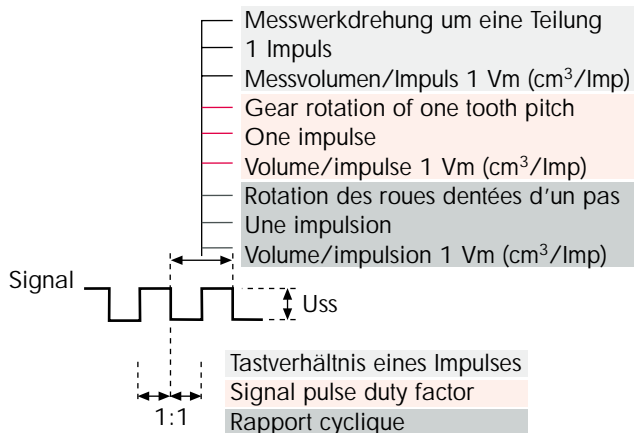 Messwerkdrehung um eine Teilung
1 Impuls
Messvolumen/Impuls 1 Vm (cm³/Imp)
Gear rotation of one tooth pitch
One impulse
Volume/impulse 1 Vm (cm³/Imp)
Rotation des roues dentées d'un pas
Une impulsion
Volume/impulsion 1 Vm (cm³/Imp)
Signal
Uss
Tastverhältnis eines Impulses
Signal pulse duty factor
1:1
Rapport cyclique